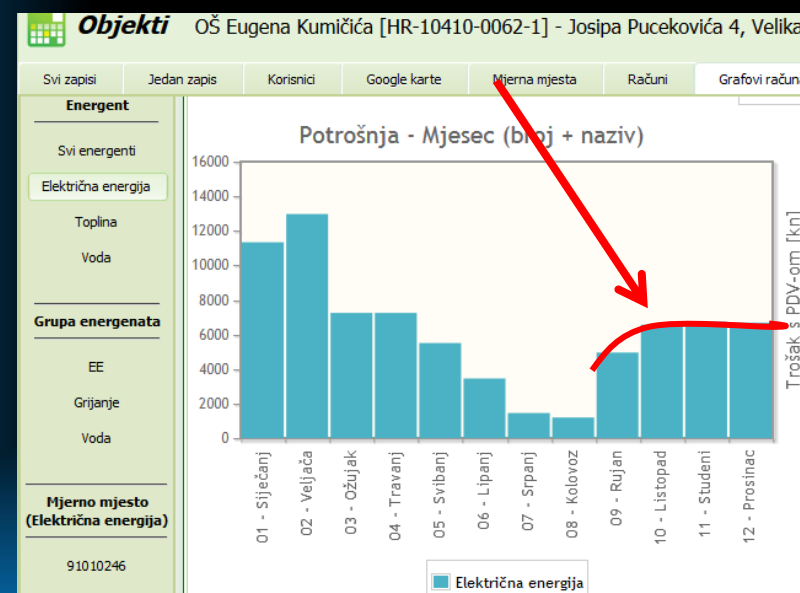 Objekti OŠ Eugena Kumičića [HR-10410-0062-1] - Josipa Pucekovića 4, Velika
Svi zapisi Jedan zapis Korisnici Google karte Mjerna mjesta Računi Grafovi računa
Energent
Svi energenti
Električna energija
Toplina
Voda
Grupa energenata
EE
Grijanje
Voda
Mjerno mjesto
(Električna energija)
91010246
Potrošnja - Mjesec (broj + naziv)
16000
14000
12000
10000
8000
6000
4000
2000
0
01 - Siječanj
02 - Veljača
03 - Ožujak
04 - Travanj
05 - Svibanj
06 - Lipanj
07 - Srpanj
08 - Kolovoz
09 - Rujan
10 - Listopad
11 - Studeni
12 - Prosinac
Električna energija
Trošak s PDV-om [kn]